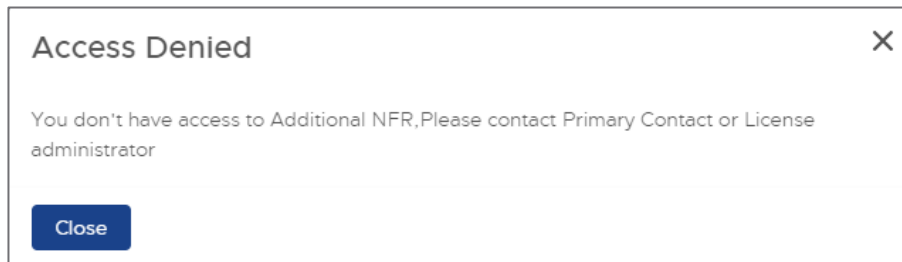 Access Denied
You don't have access to Additional NFR,Please contact Primary Contact or License
administrator
Close